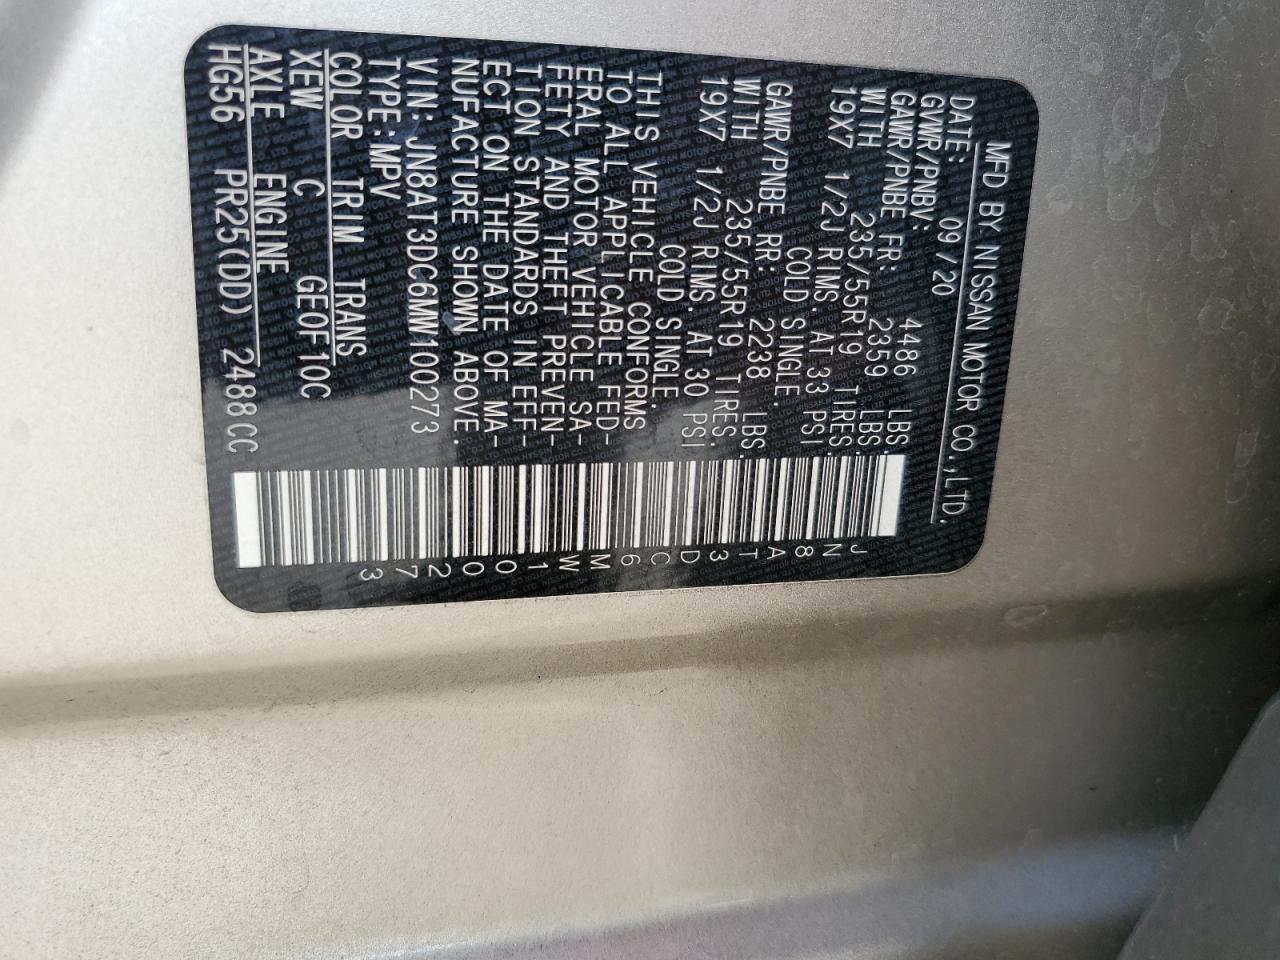 MFD BY NISSAN MOTOR CO.,LTD.
DATE: 09/20
GVWR/PNBV: 4486 LBS
GAWR/PNBE FR: 2359 LBS.
WITH 235/55R19 TIRES.
19X7 1/2J RIMS. AT 33 PSI
COLD SINGLE.
GAWR/PNBE RR: 2238 LBS.
WITH 235/55R19 TIRES.
19X7 1/2J RIMS. AT 30 PSI
COLD SINGLE.
THIS VEHICLE CONFORMS
TO ALL APPLICABLE FED-
ERAL MOTOR VEHICLE SA-
FETY AND THEFT PREVEN-
TION STANDARDS IN EFF-
ECT ON THE DATE OF MA-
NUFACTURE SHOWN ABOVE.
VIN: JN8AT3DC6MW100273
TYPE:MPV
COLOR TRIM TRANS
XEW C GEOF10C
AXLE ENGINE
HG56 PR25(DD) 2488CC
JN8AT3DC6MW100273